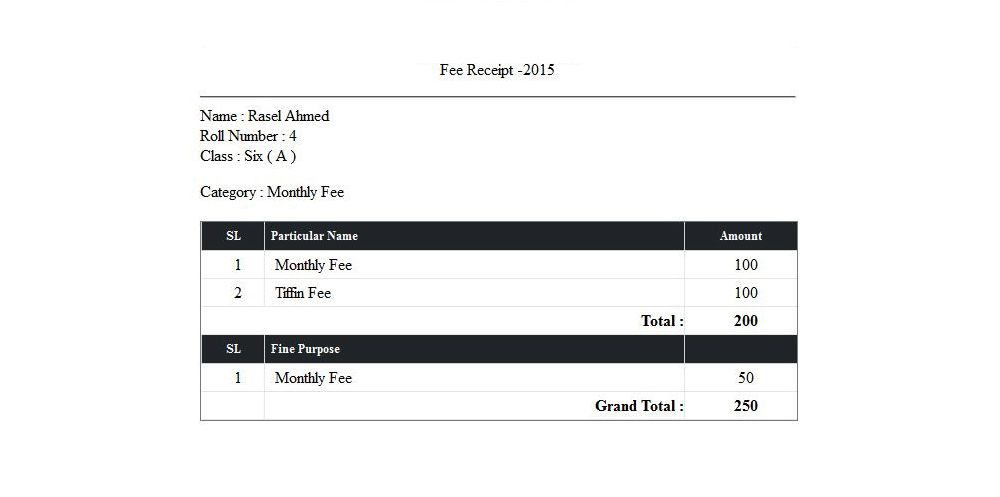 Fee Receipt -2015
Name : Rasel Ahmed
Roll Number : 4
Class : Six ( A )
Category : Monthly Fee
SL Particular Name Amount
1 Monthly Fee 100
2 Tiffin Fee 100
Total : 200
SL Fine Purpose
1 Monthly Fee 50
Grand Total : 250